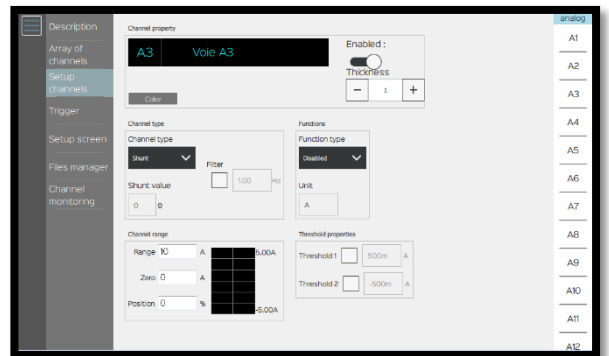 Description
Array of
channels
Setup
channels
Trigger
Setup screen
Files manager
Channel
monitoring
Channel property
A3 Voie A3
Enabled :
Thickness
- 1 +
Color
Channel type
Channel type
Shunt
Filter
1.00 Hz
Shunt value
0 Ω
Functions
Function type
Disabled
Unit
A
Channel range
Range 10 A
5.00A
Zero 0 A
Position 0 %
-5.00A
Threshold properties
Threshold 1 500m A
Threshold 2 -500m A
analog
A1
A2
A3
A4
A5
A6
A7
A8
A9
A10
A11
A12